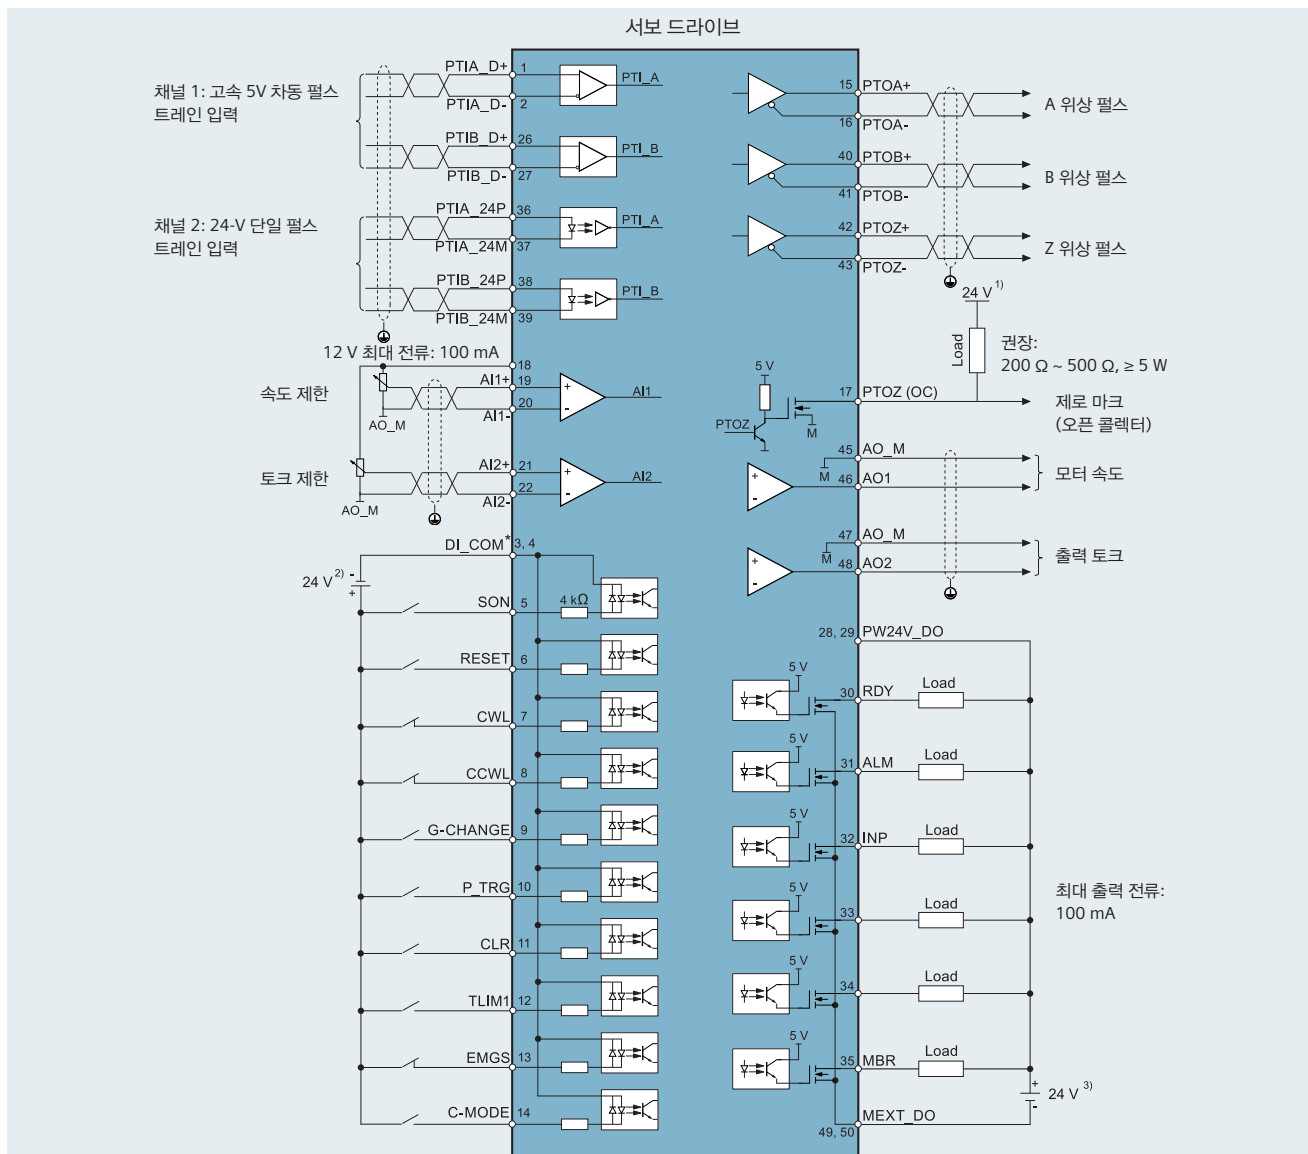 서보 드라이브
채널 1: 고속 5V 차동 펄스
트레인 입력
PTIA_D+
1
PTI_A
PTIA_D-
2
PTIB_D+
26
PTI_B
PTIB_D-
27
채널 2: 24-V 단일 펄스
트레인 입력
PTIA_24P
36
PTI_A
PTIA_24M
37
PTIB_24P
38
PTI_B
PTIB_24M
39
12 V 최대 전류: 100 mA
18
속도 제한
AI1+
19
+
AI1
20
-
AI1-
AO_M
토크 제한
AI2+
21
+
AI2
22
-
AI2-
AO_M
DI_COM*
3, 4
24 V 2)
-
+
SON
5
4 kΩ
RESET
6
CWL
7
CCWL
8
G-CHANGE
9
P_TRG
10
CLR
11
TLIM1
12
EMGS
13
C-MODE
14
15
PTOA+
16
PTOA-
A 위상 펄스
40
PTOB+
41
PTOB-
B 위상 펄스
42
PTOZ+
43
PTOZ-
Z 위상 펄스
24 V 1)
Load
권장:
200 Ω ~ 500 Ω, ≥ 5 W
5 V
PTOZ
M
17
PTOZ (OC)
제로 마크
(오픈 콜렉터)
45
AO_M
M
+
-
46
AO1
모터 속도
47
AO_M
M
+
-
48
AO2
출력 토크
28, 29
PW24V_DO
5 V
30
RDY
Load
5 V
31
ALM
Load
5 V
32
INP
Load
5 V
33
Load
최대 출력 전류:
100 mA
5 V
34
Load
5 V
35
MBR
Load
+
24 V 3)
-
MEXT_DO
49, 50